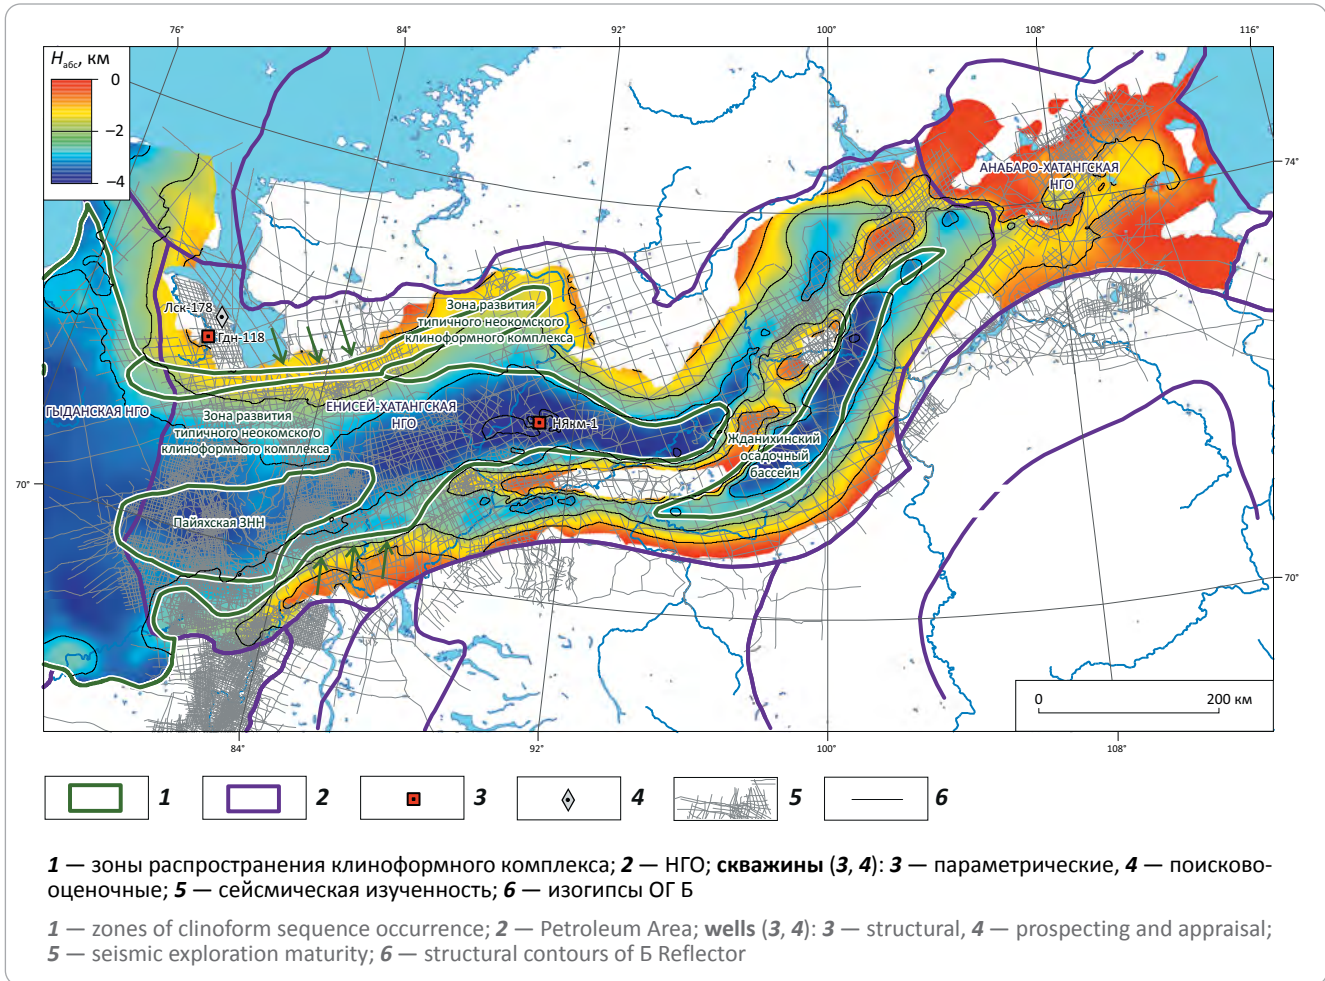 76°
84°
92°
100°
108°
116°
Hабс, км
0
−2
−4
74°
АНАБАРО-ХАТАНГСКАЯ
НГО
Лск-178
Гдн-118
Зона развития
типичного неокомского
клиноформного комплекса
ГЫДАНСКАЯ НГО
Зона развития
типичного неокомского
клиноформного комплекса
ЕНИСЕЙ-ХАТАНГСКАЯ
НГО
НЯнм-1
Жданихинский
осадочный
бассейн
70°
Пайяхская ЗНН
70°
0
200 км
84°
92°
100°
108°
1
2
3
4
5
6
1 — зоны распространения клиноформного комплекса; 2 — НГО; скважины (3, 4): 3 — параметрические, 4 — поисково-
оценочные; 5 — сейсмическая изученность; 6 — изогипсы ОГ Б
1 — zones of clinoform sequence occurrence; 2 — Petroleum Area; wells (3, 4): 3 — structural, 4 — prospecting and appraisal;
5 — seismic exploration maturity; 6 — structural contours of Б Reflector